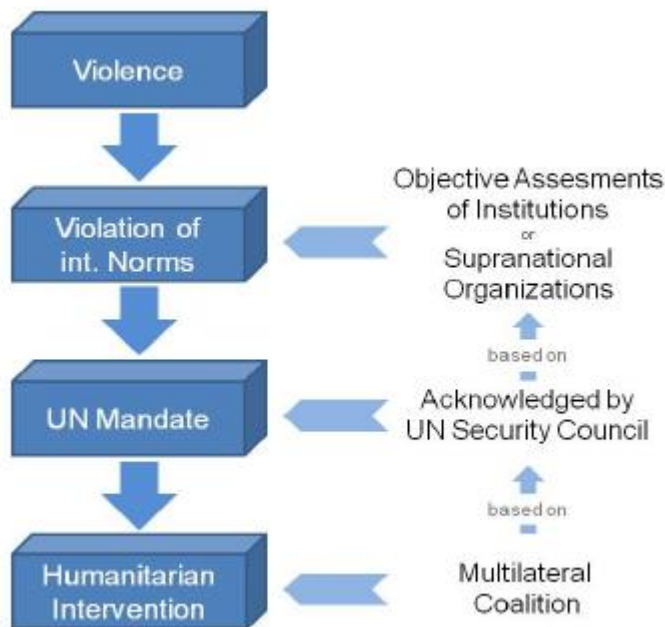 Violence
Violation of
int. Norms
Objective Assesments
of Institutions
or
Supranational
Organizations
based on
UN Mandate
Acknowledged by
UN Security Council
based on
Humanitarian
Intervention
Multilateral
Coalition